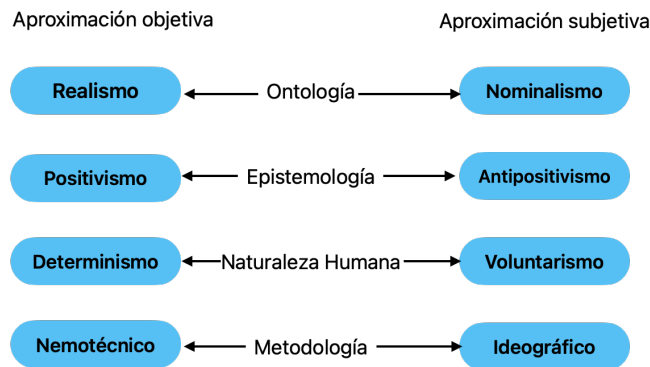 Aproximación objetiva
Aproximación subjetiva
Realismo
Ontología
Nominalismo
Positivismo
Epistemología
Antipositivismo
Determinismo
Naturaleza Humana
Voluntarismo
Nemotécnico
Metodología
Ideográfico